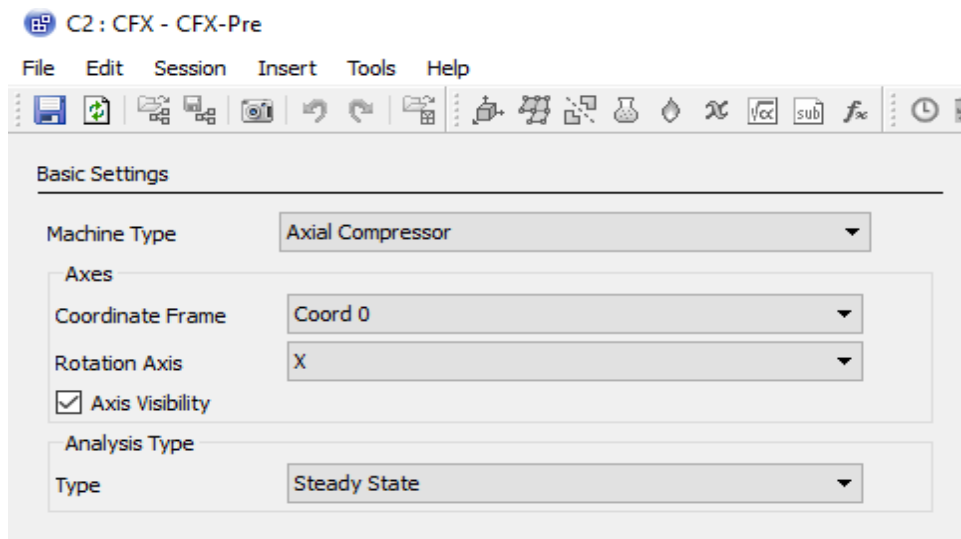 C2 : CFX - CFX-Pre
File Edit Session Insert Tools Help
√α sub f∞
Basic Settings
Machine Type Axial Compressor
Axes
Coordinate Frame Coord 0
Rotation Axis X
Axis Visibility
Analysis Type
Type Steady State